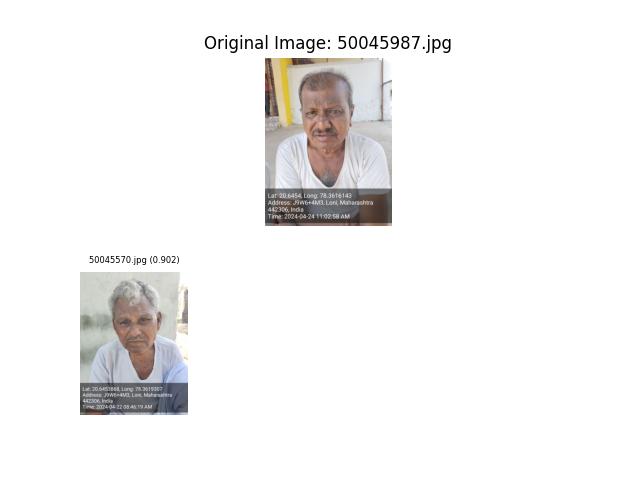 Original Image: 50045987.jpg
Lat: 20.6454, Long: 78.3616143
Address: J9W6+4M3, Loni, Maharashtra
442306, India
Time: 2024-04-24 11:02:58 AM
50045570.jpg (0.902)
Lat: 20.6453868, Long: 78.3619307
Address: J9W6+4M3, Loni, Maharashtra
442306, India
Time: 2024-04-22 08:46:19 AM